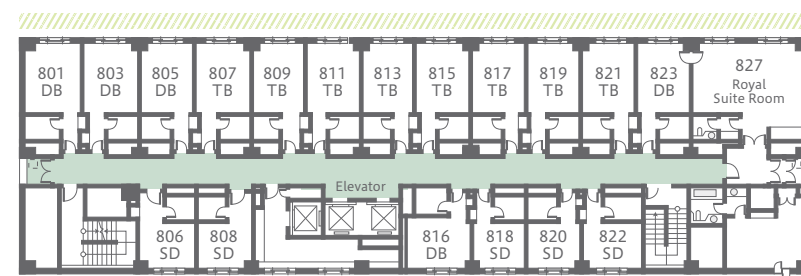 801
DB
803
DB
805
DB
807
TB
809
TB
811
TB
813
TB
815
TB
817
TB
819
TB
821
TB
823
DB
827
Royal
Suite Room
Elevator
806
SD
808
SD
816
DB
818
SD
820
SD
822
SD